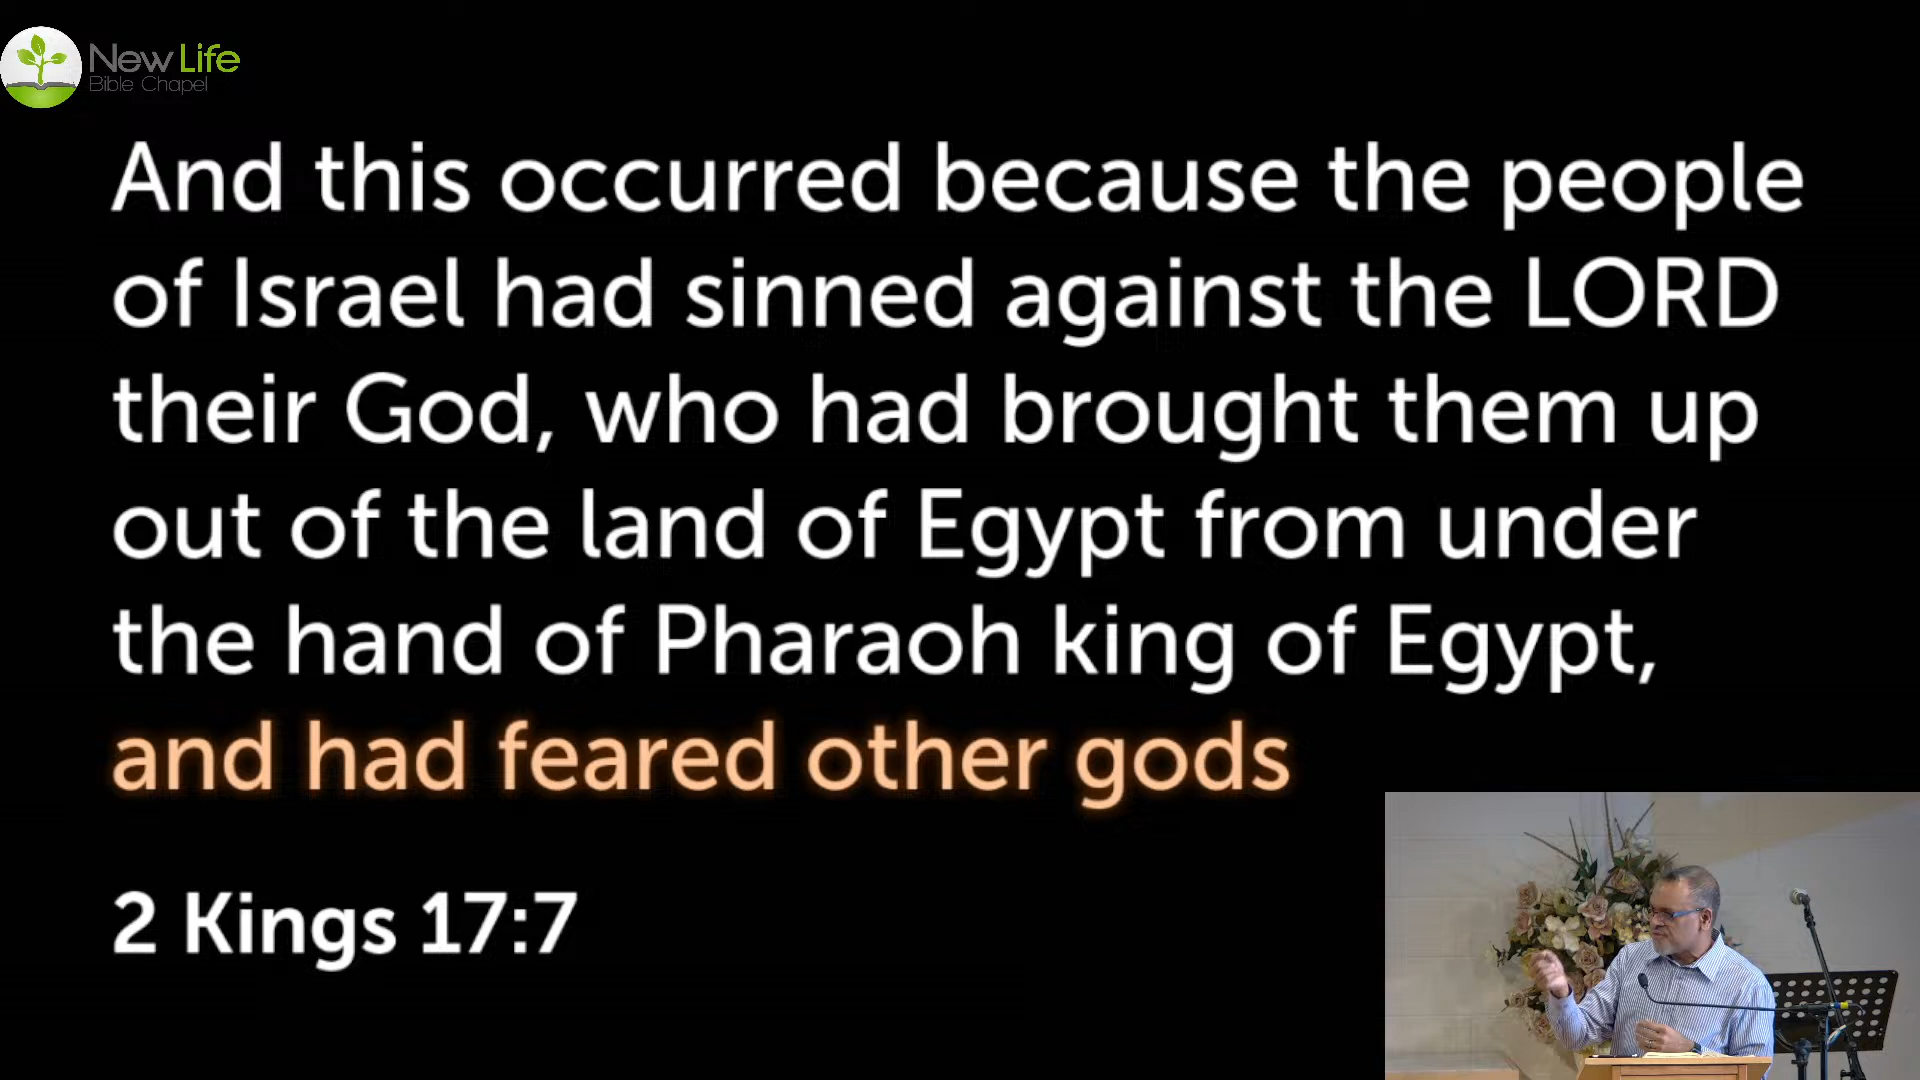 New Life
Bible Chapel
And this occurred because the people
of Israel had sinned against the LORD
their God, who had brought them up
out of the land of Egypt from under
the hand of Pharaoh king of Egypt,
and had feared other gods
2 Kings 17:7